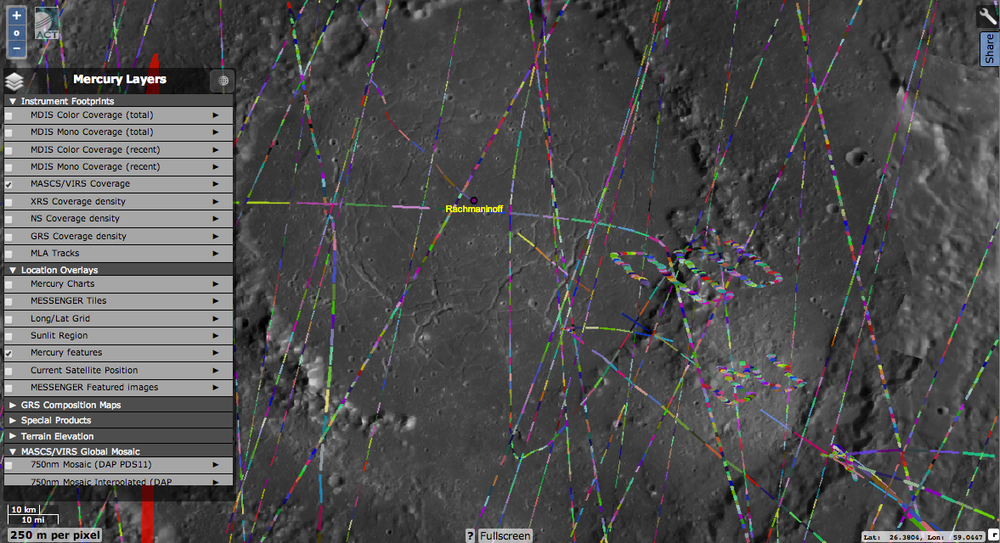 +
o
−
ACT
Share
Mercury Layers
▼ Instrument Footprints
MDIS Color Coverage (total) ►
MDIS Mono Coverage (total) ►
MDIS Color Coverage (recent) ►
MDIS Mono Coverage (recent) ►
MASCS/VIRS Coverage ►
XRS Coverage density ►
NS Coverage density ►
GRS Coverage density ►
MLA Tracks ►
▼ Location Overlays
Mercury Charts ►
MESSENGER Tiles ►
Long/Lat Grid ►
Sunlit Region ►
Mercury features ►
Current Satellite Position ►
MESSENGER Featured images ►
► GRS Composition Maps
► Special Products
► Terrain Elevation
▼ MASCS/VIRS Global Mosaic
750nm Mosaic (DAP PDS11) ►
750nm Mosaic Interpolated (DAP ►
Rachmaninoff
10 km
10 mi
250 m per pixel
? Fullscreen
Lat: 26.3804, Lon: 59.0447 r